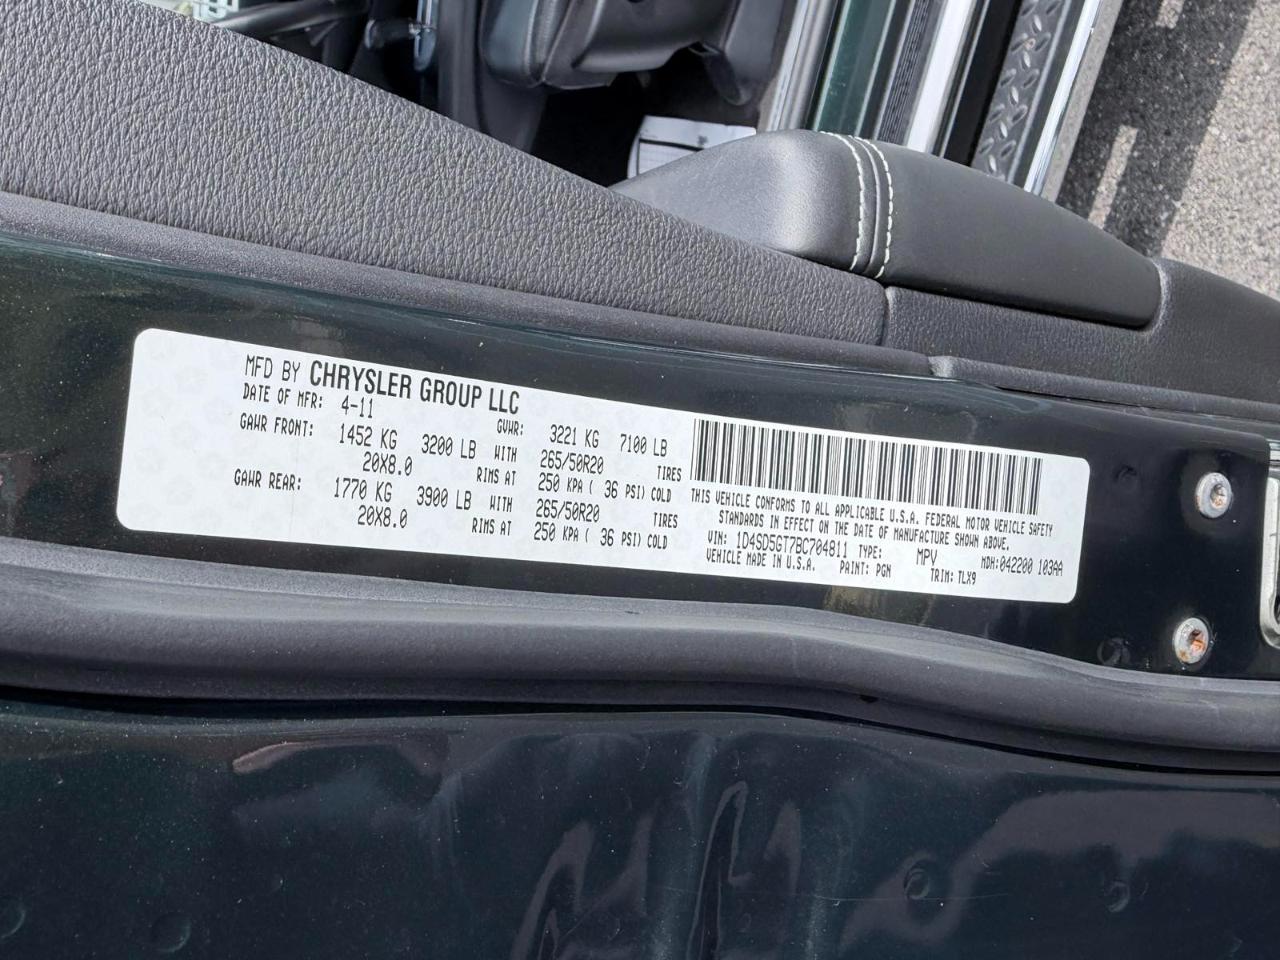 MFD BY CHRYSLER GROUP LLC
DATE OF MFR: 4-11 GVWR: 3221 KG 7100 LB
GAWR FRONT: 1452 KG 3200 LB WITH 265/50R20 TIRES
20X8.0 RIMS AT 250 KPA ( 36 PSI) COLD
GAWR REAR: 1770 KG 3900 LB WITH 265/50R20 TIRES
20X8.0 RIMS AT 250 KPA ( 36 PSI) COLD
THIS VEHICLE CONFORMS TO ALL APPLICABLE U.S.A. FEDERAL MOTOR VEHICLE SAFETY
STANDARDS IN EFFECT ON THE DATE OF MANUFACTURE SHOWN ABOVE.
VIN: 1D4SD5GT7BC704811 TYPE: MPV MDH:042200 103AA
VEHICLE MADE IN U.S.A. PAINT: PGN TRIM: TLX9